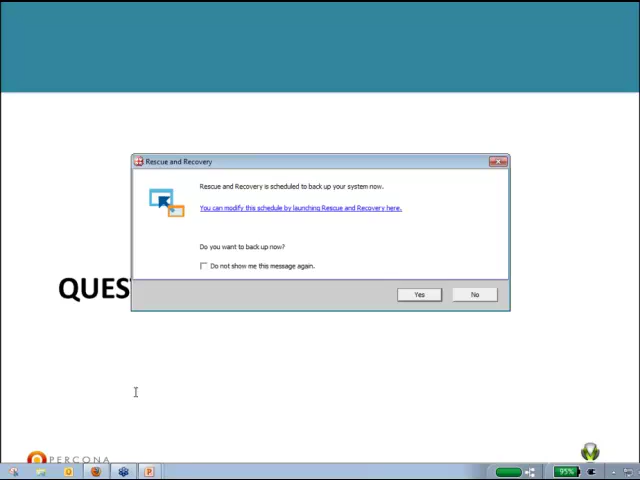 Rescue and Recovery
Rescue and Recovery is scheduled to back up your system now.
You can modify this schedule by launching Rescue and Recovery here.
Do you want to back up now?
Do not show me this message again.
QUES
Yes
No
PERCONA
95%